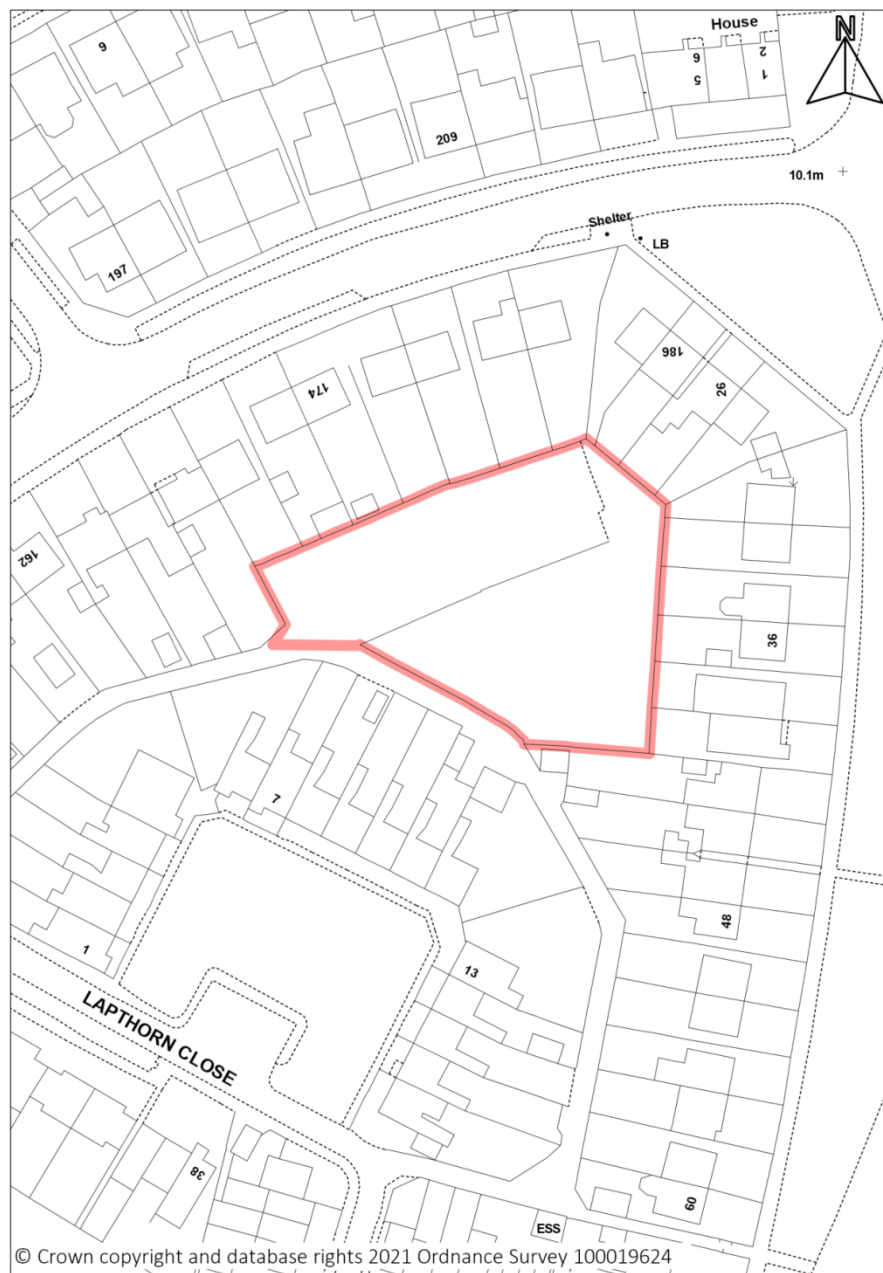 House
N
9
6
5
2
1
209
10.1m
Shelter
LB
197
186
174
26
162
36
7
48
1
13
LAPTHORN CLOSE
38
60
ESS
© Crown copyright and database rights 2021 Ordnance Survey 100019624